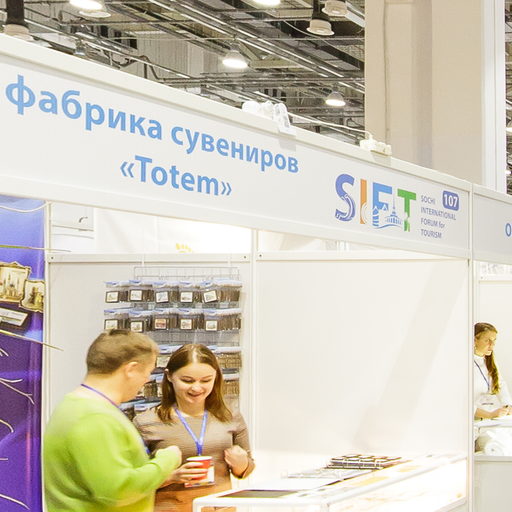 фабрика сувениров
«Totem»
SIFT
SOCHI
INTERNATIONAL
FORUM for
TOURISM
107